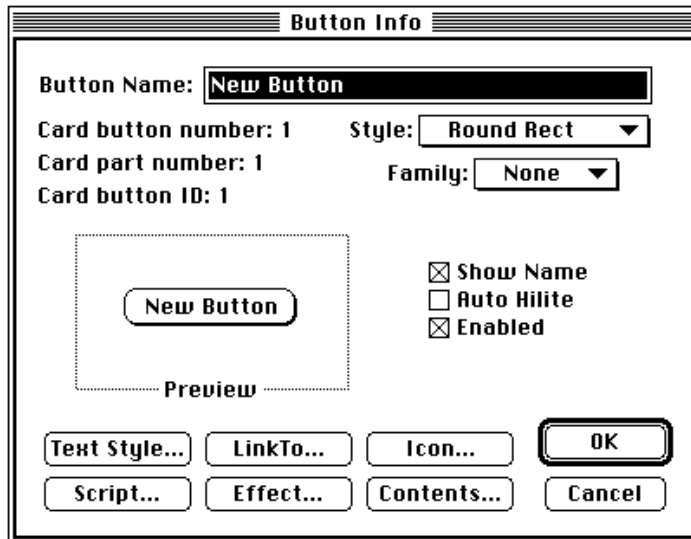 Button Info
Button Name: New Button
Card button number: 1
Style: Round Rect
Card part number: 1
Family: None
Card button ID: 1
Show Name
New Button
Auto Hilite
Enabled
Preview
Text Style...
LinkTo...
Icon...
OK
Script...
Effect...
Contents...
Cancel